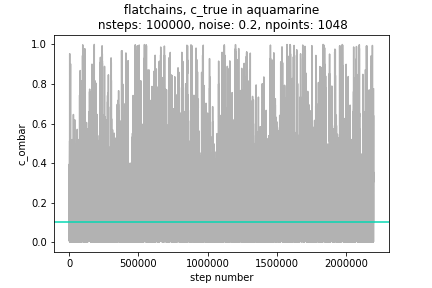 flatchains, c_true in aquamarine
nsteps: 100000, noise: 0.2, npoints: 1048
1.0
0.8
0.6
c_ombar
0.4
0.2
0.0
0 500000 1000000 1500000 2000000
step number